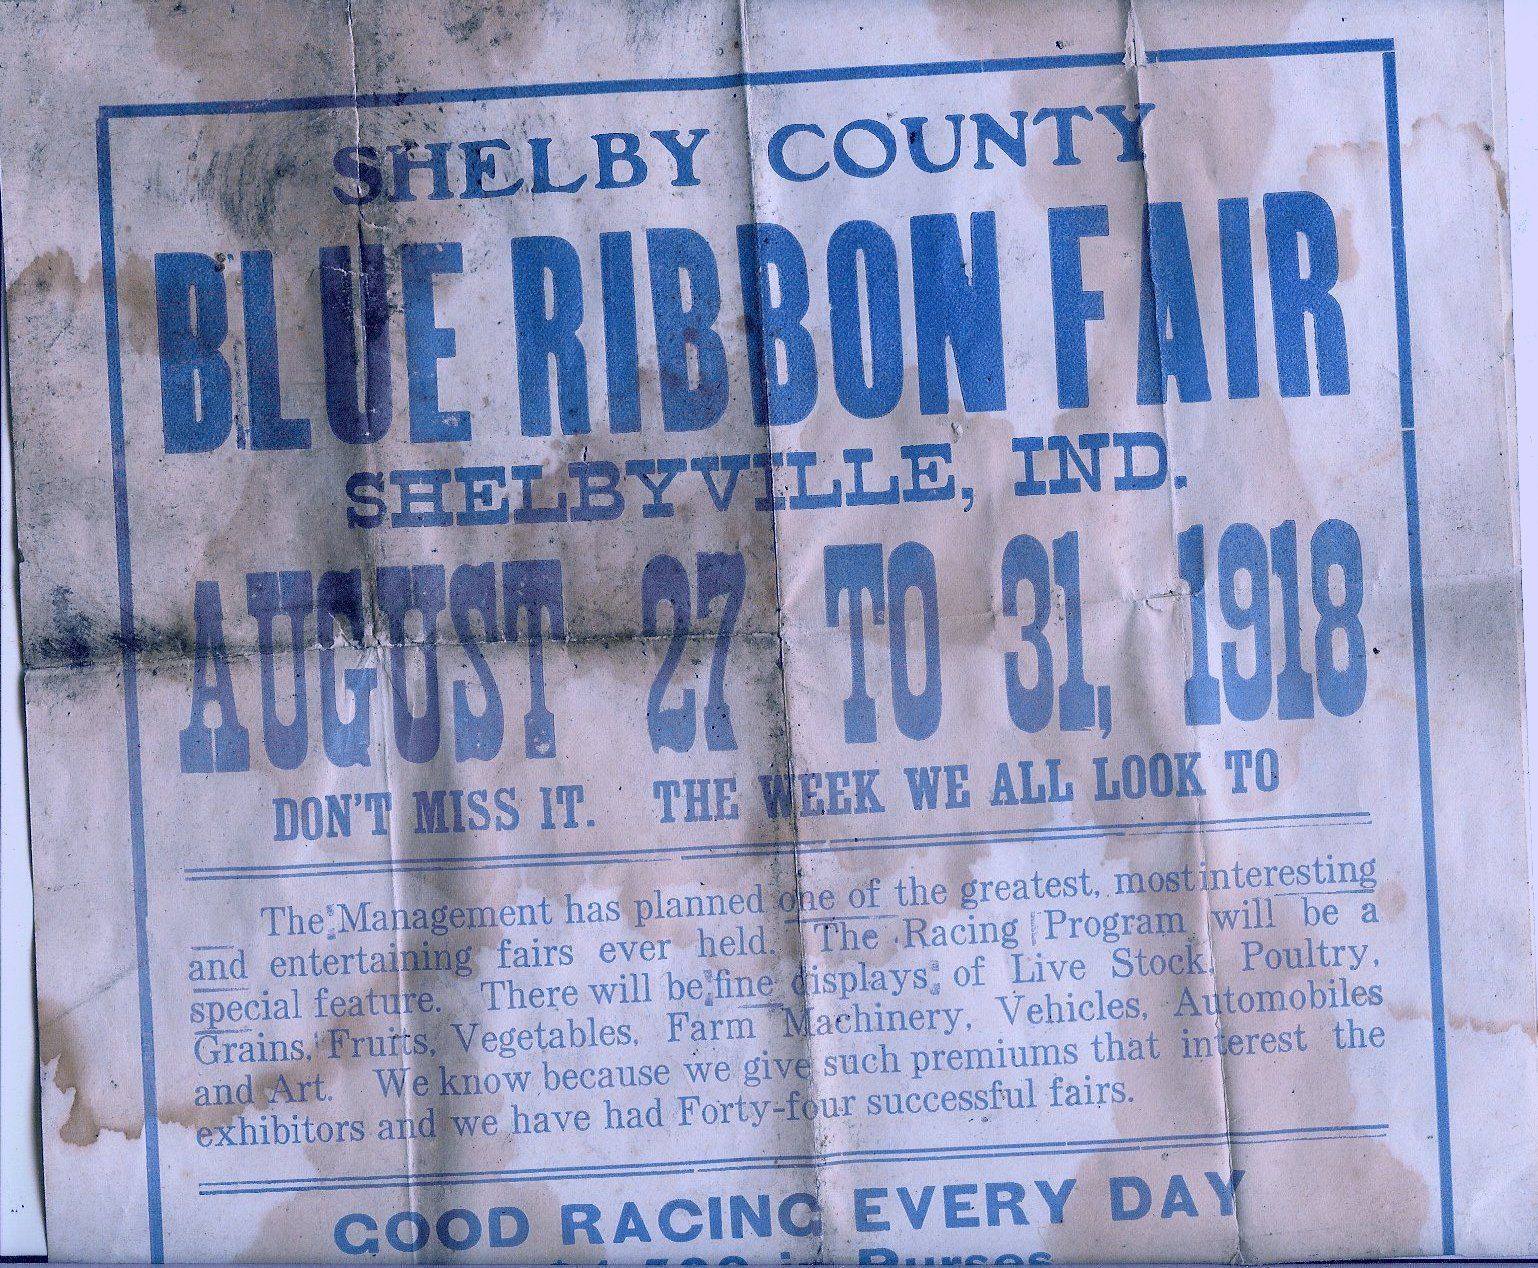 SHELBY COUNTY
BLUE RIBBON FAIR
SHELBYVILLE, IND.
AUGUST 27 TO 31, 1918
DON'T MISS IT. THE WEEK WE ALL LOOK TO
The Management has planned one of the greatest, most interesting
and entertaining fairs ever held. The Racing Program will be a
special feature. There will be fine displays of Live Stock, Poultry,
Grains, Fruits, Vegetables, Farm Machinery, Vehicles, Automobiles
and Art. We know because we give such premiums that interest the
exhibitors and we have had Forty-four successful fairs.
GOOD RACING EVERY DAY
in Purses